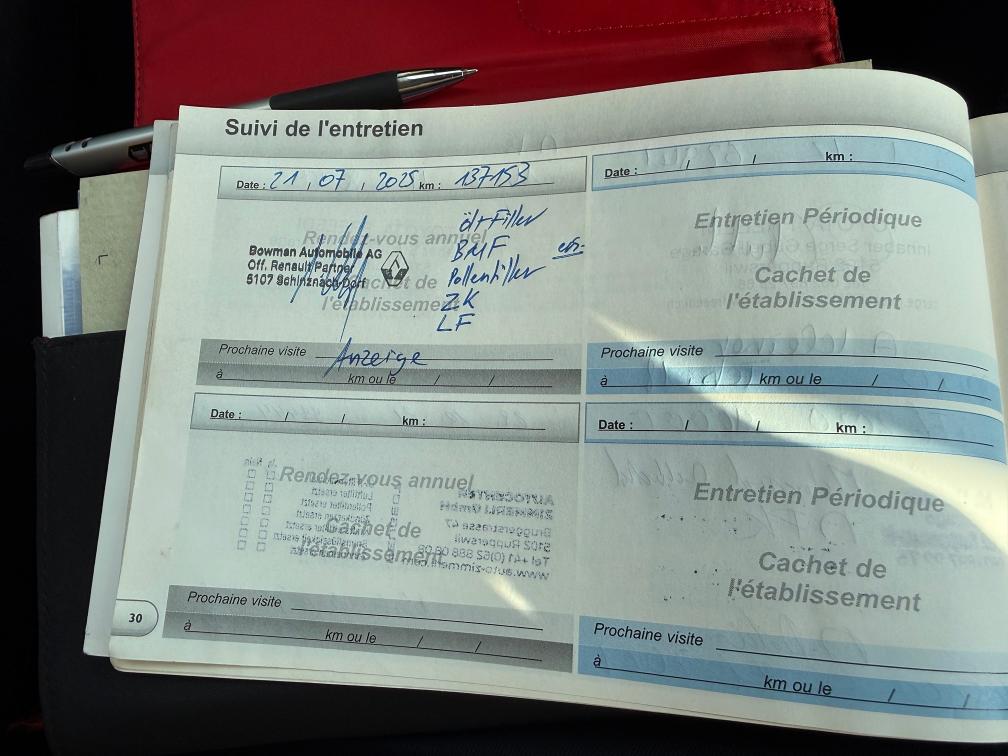 Suivi de l'entretien
Date : 21 , 07 , 2025 km : 137153
Rendez-vous annuel
Cachet de
l'établissement
Bowman Automobile AG
Off. Renault Partner
5107 Schinznach-Dorf
öl+Filter
BMF
Pollenfilter
ZK
LF
Prochaine visite Anzeige
à km ou le / /
Date : / / km :
Entretien Périodique
Cachet de
l'établissement
Prochaine visite
à km ou le / /
Date : / / km :
Rendez-vous annuel
Cachet de
l'établissement
Prochaine visite
à km ou le / /
Date : / / km :
Entretien Périodique
Cachet de
l'établissement
Prochaine visite
à km ou le / /
30